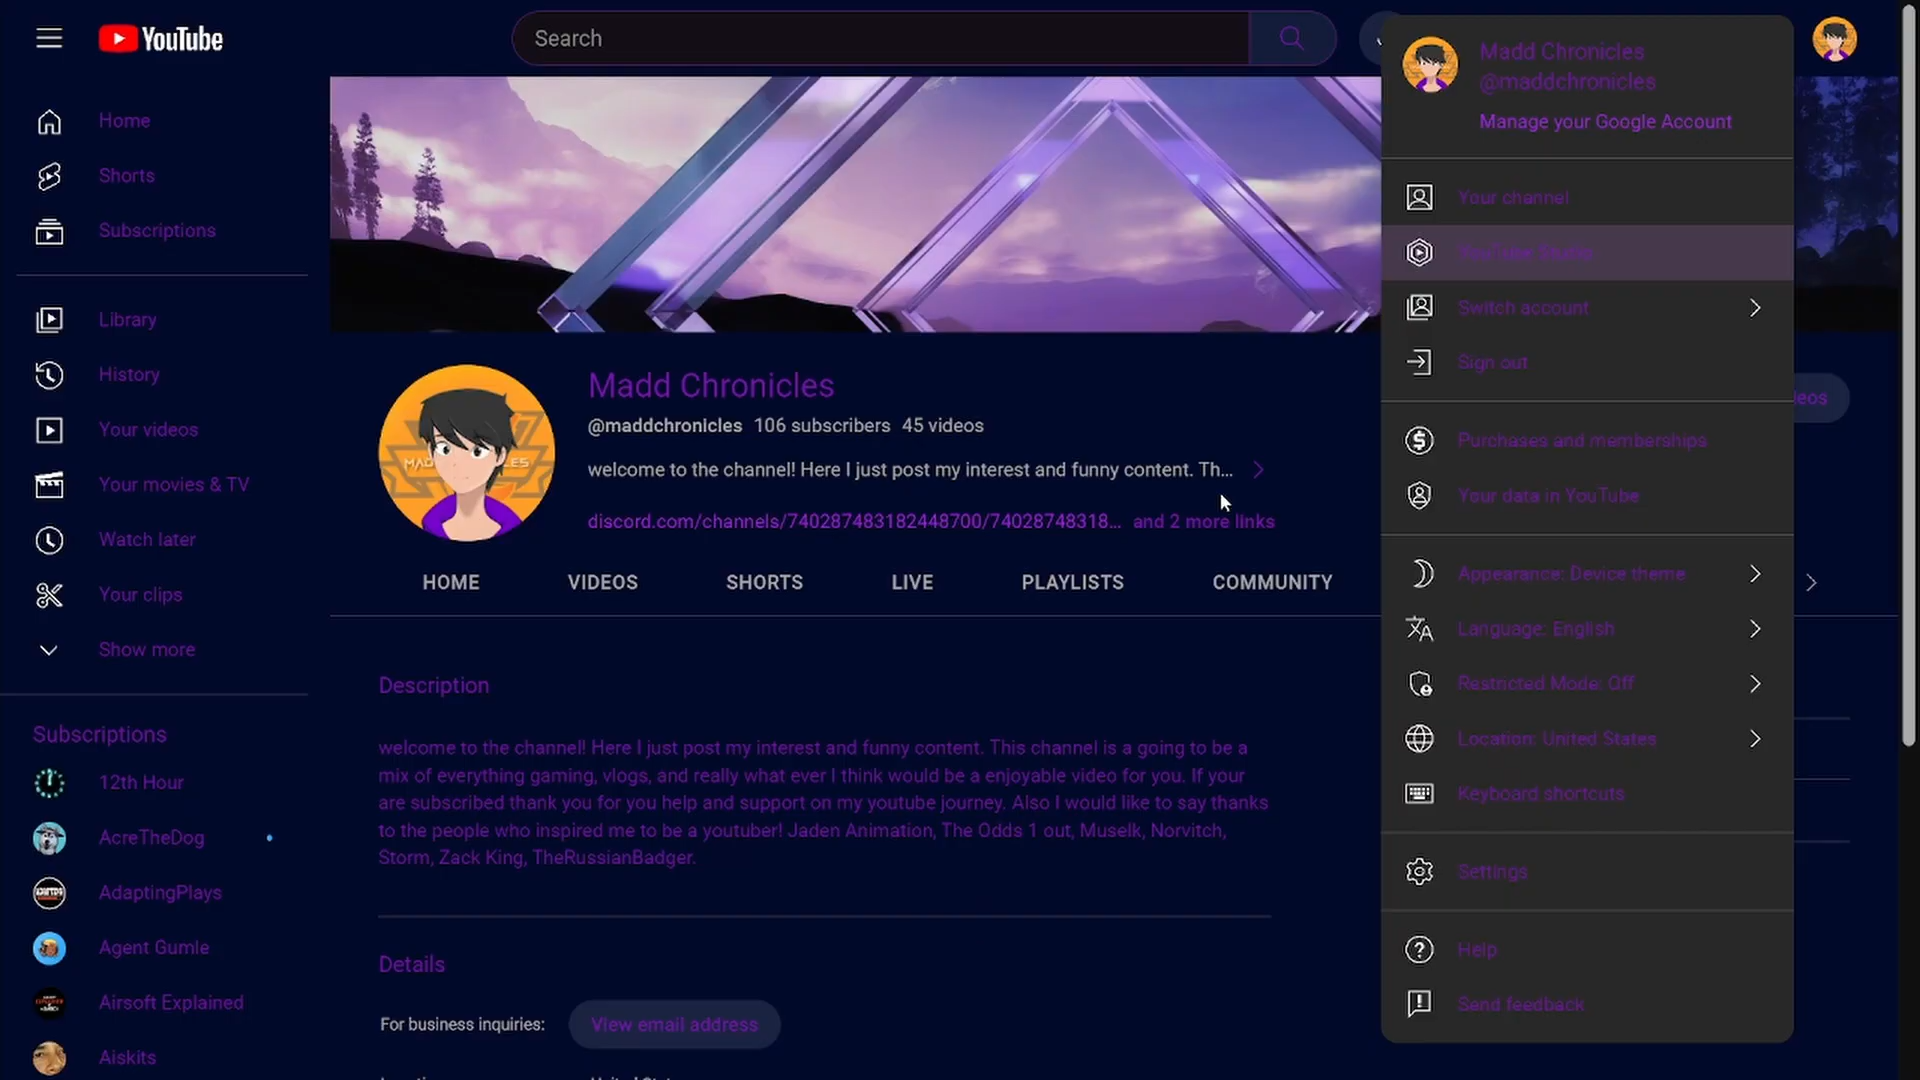 YouTube
Search
Madd Chronicles
@maddchronicles
Manage your Google Account
Home
Shorts
Subscriptions
Library
History
Your videos
Your movies & TV
Watch later
Your clips
Show more
Subscriptions
12th Hour
AcreTheDog
AdaptingPlays
Agent Gumle
Airsoft Explained
Aiskits
Madd Chronicles
@maddchronicles 106 subscribers 45 videos
welcome to the channel! Here I just post my interest and funny content. Th...
discord.com/channels/740287483182448700/74028748318... and 2 more links
HOME VIDEOS SHORTS LIVE PLAYLISTS COMMUNITY
Description
welcome to the channel! Here I just post my interest and funny content. This channel is a going to be a
mix of everything gaming, vlogs, and really what ever I think would be a enjoyable video for you. If your
are subscribed thank you for you help and support on my youtube journey. Also I would like to say thanks
to the people who inspired me to be a youtuber! Jaden Animation, The Odds 1 out, Muselk, Norvitch,
Storm, Zack King, TheRussianBadger.
Details
For business inquiries: View email address
Your channel
YouTube Studio
Switch account
Sign out
Purchases and memberships
Your data in YouTube
Appearance: Device theme
Language: English
Restricted Mode: Off
Location: United States
Keyboard shortcuts
Settings
Help
Send feedback